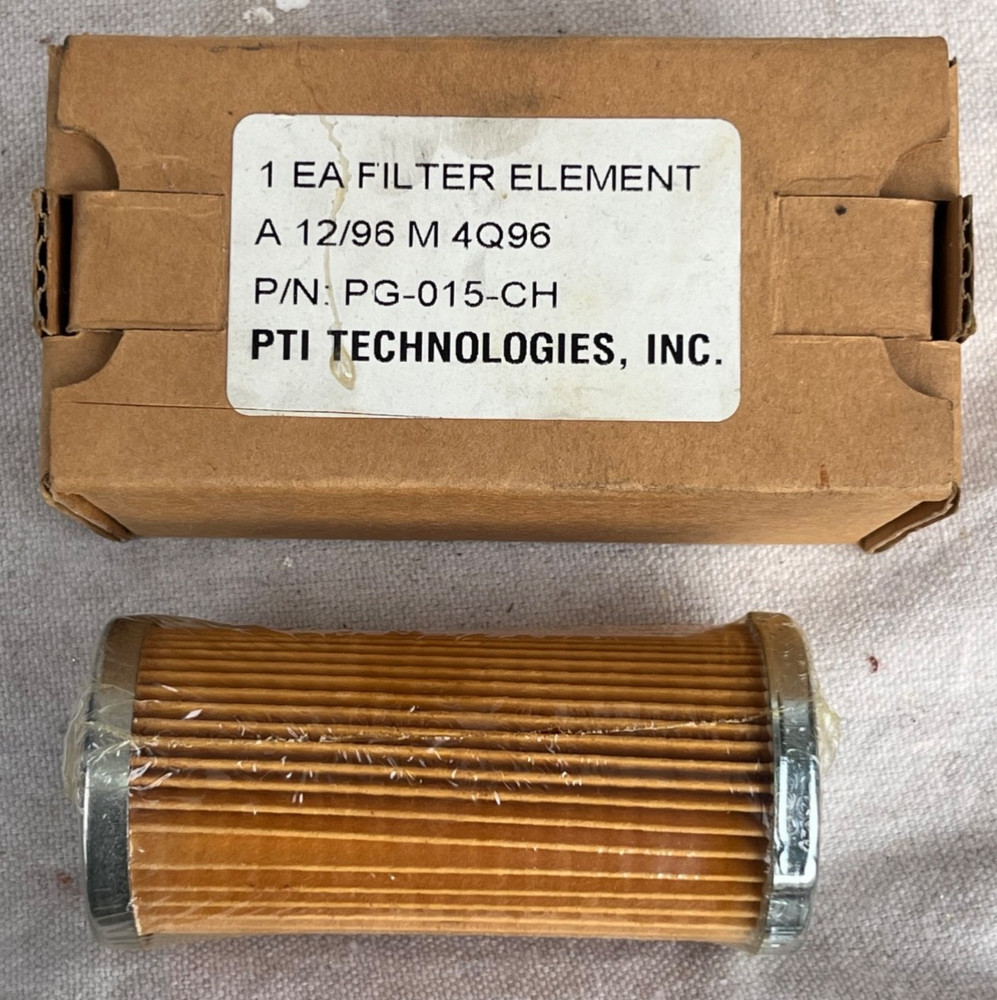 1 EA FILTER ELEMENT
A 12/96 M 4Q96
P/N: PG-015-CH
PTI TECHNOLOGIES, INC.